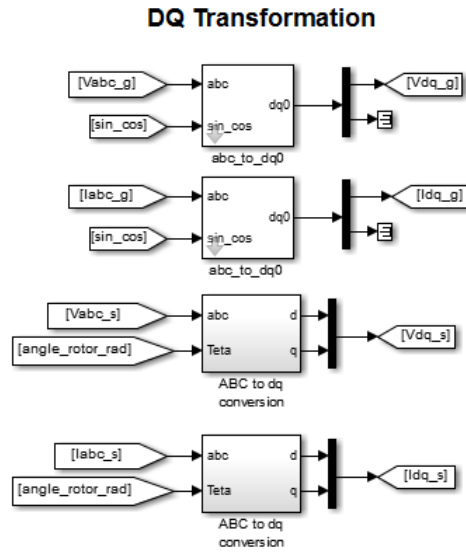 DQ Transformation
[Vabc_g]
abc
dq0
[Vdq_g]
[sin_cos]
sin_cos
abc_to_dq0
[Iabc_g]
abc
dq0
[Idq_g]
[sin_cos]
sin_cos
abc_to_dq0
[Vabc_s]
abc
d
[Vdq_s]
[angle_rotor_rad]
Teta
q
ABC to dq
conversion
[Iabc_s]
abc
d
[Idq_s]
[angle_rotor_rad]
Teta
q
ABC to dq
conversion